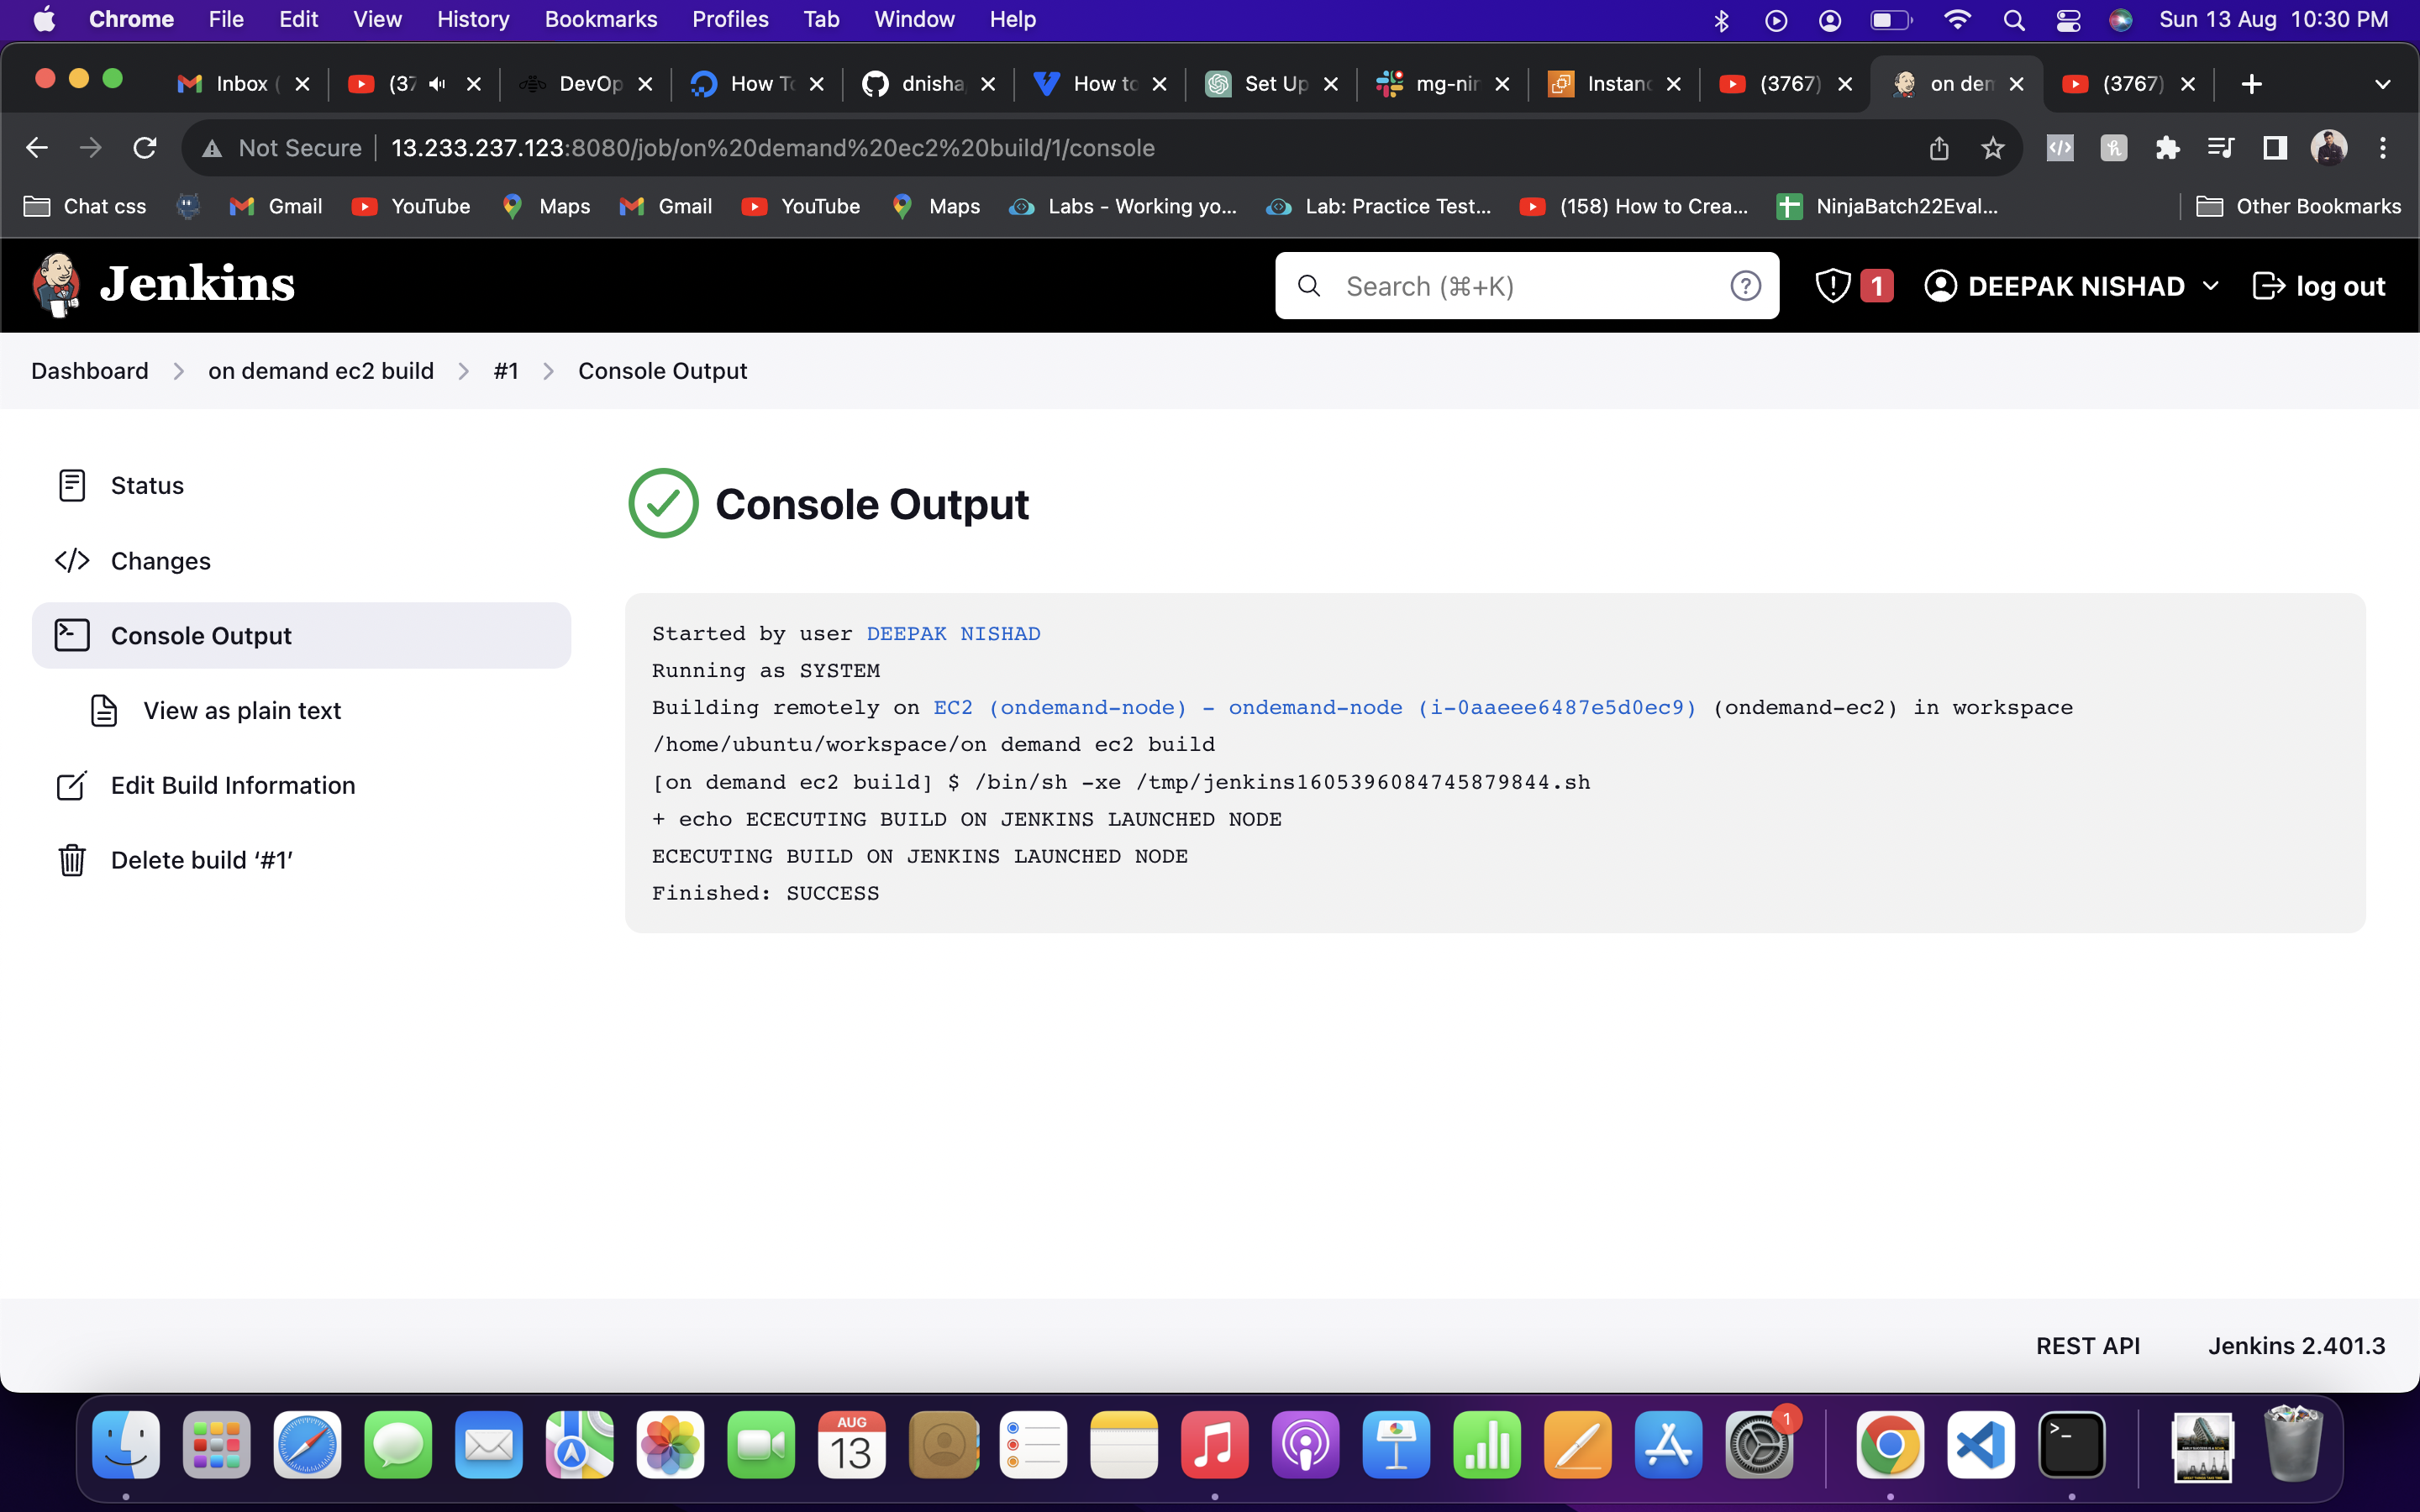 Chrome File Edit View History Bookmarks Profiles Tab Window Help Sun 13 Aug 10:30 PM
Inbox ( (37 DevOp How To dnisha How to Set Up mg-nin Instanc (3767) on dem (3767)
Not Secure 13.233.237.123:8080/job/on%20demand%20ec2%20build/1/console
Chat css Gmail YouTube Maps Gmail YouTube Maps Labs - Working yo... Lab: Practice Test... (158) How to Crea... NinjaBatch22Eval... Other Bookmarks
Jenkins Search (⌘+K) 1 DEEPAK NISHAD log out
Dashboard on demand ec2 build #1 Console Output
Status
Changes
Console Output
View as plain text
Edit Build Information
Delete build ‘#1’
Console Output
Started by user DEEPAK NISHAD
Running as SYSTEM
Building remotely on EC2 (ondemand-node) - ondemand-node (i-0aaeee6487e5d0ec9) (ondemand-ec2) in workspace
/home/ubuntu/workspace/on demand ec2 build
[on demand ec2 build] $ /bin/sh -xe /tmp/jenkins1605396084745879844.sh
+ echo ECECUTING BUILD ON JENKINS LAUNCHED NODE
ECECUTING BUILD ON JENKINS LAUNCHED NODE
Finished: SUCCESS
REST API Jenkins 2.401.3
AUG
13
1